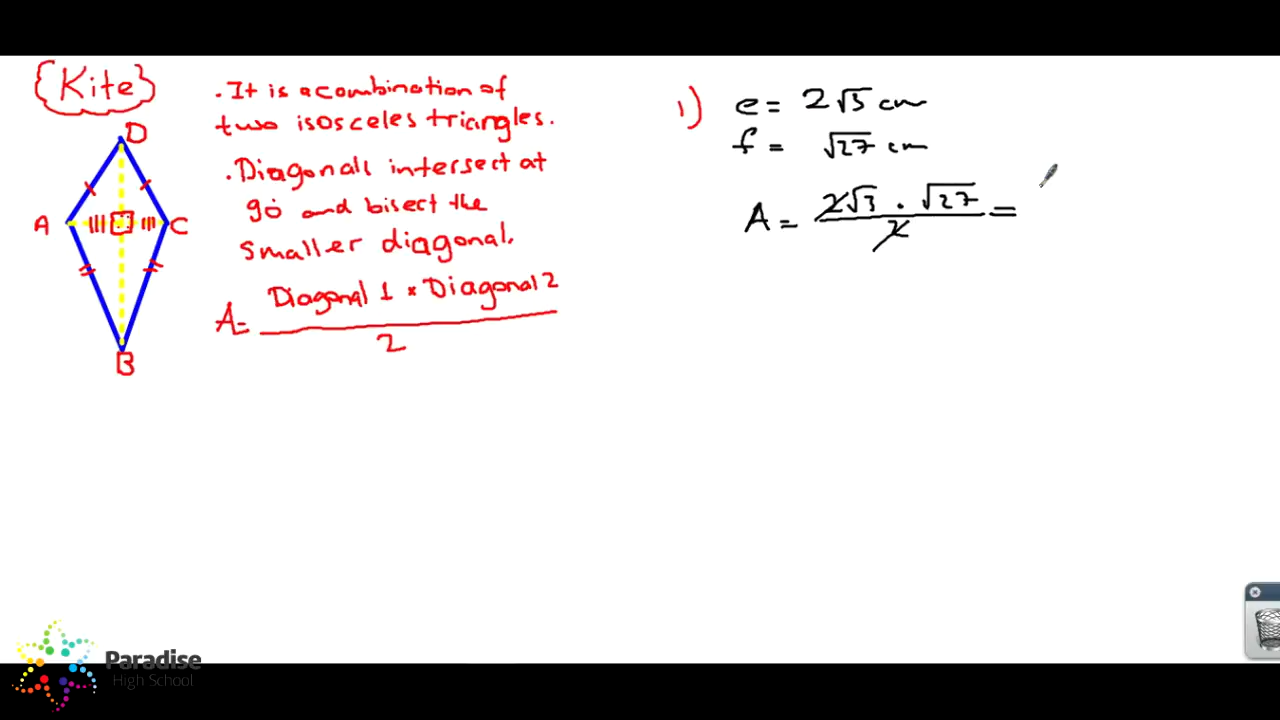 Kite
. It is a combination of
two isosceles triangles.
. Diagonals intersect at
90 and bisect the
smaller diagonal.
A = Diagonal 1 × Diagonal 2
2
D
A
C
B
1) e = 2√3 cm
f = √27 cm
A = 2√3 . √27 =
2
Paradise
High School